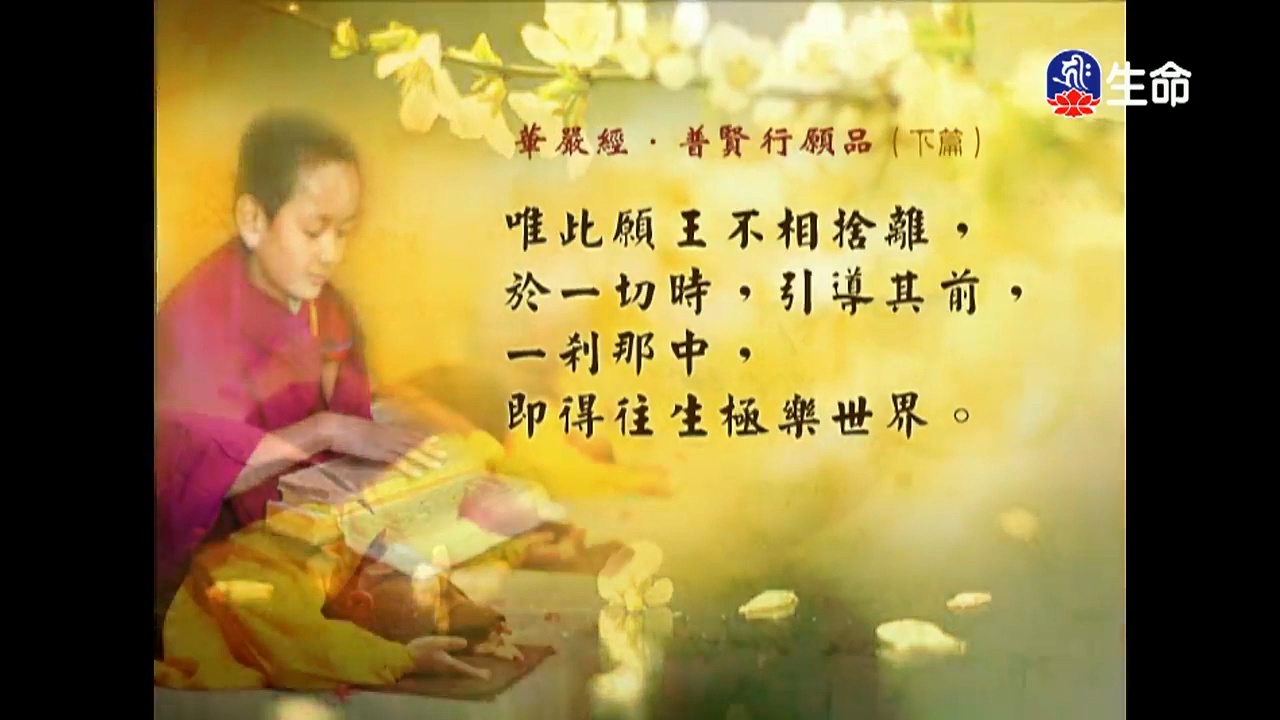 生命
華嚴經·普賢行願品(下篇)
唯此願王不相捨離，
於一切時，引導其前，
一剎那中，
即得往生極樂世界。